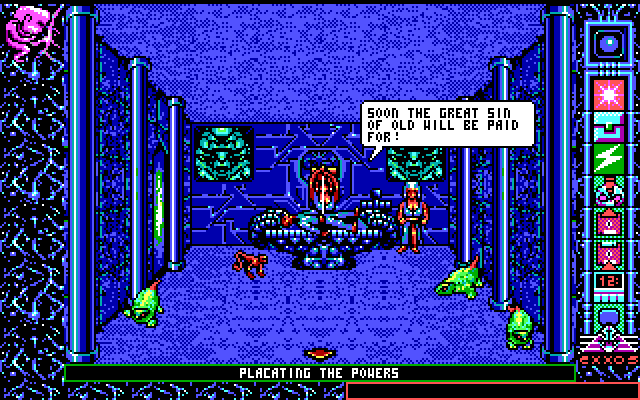 SOON THE GREAT SIN
OF OLD WILL BE PAID
FOR!
12:
PLACATING THE POWERS
EXXOS